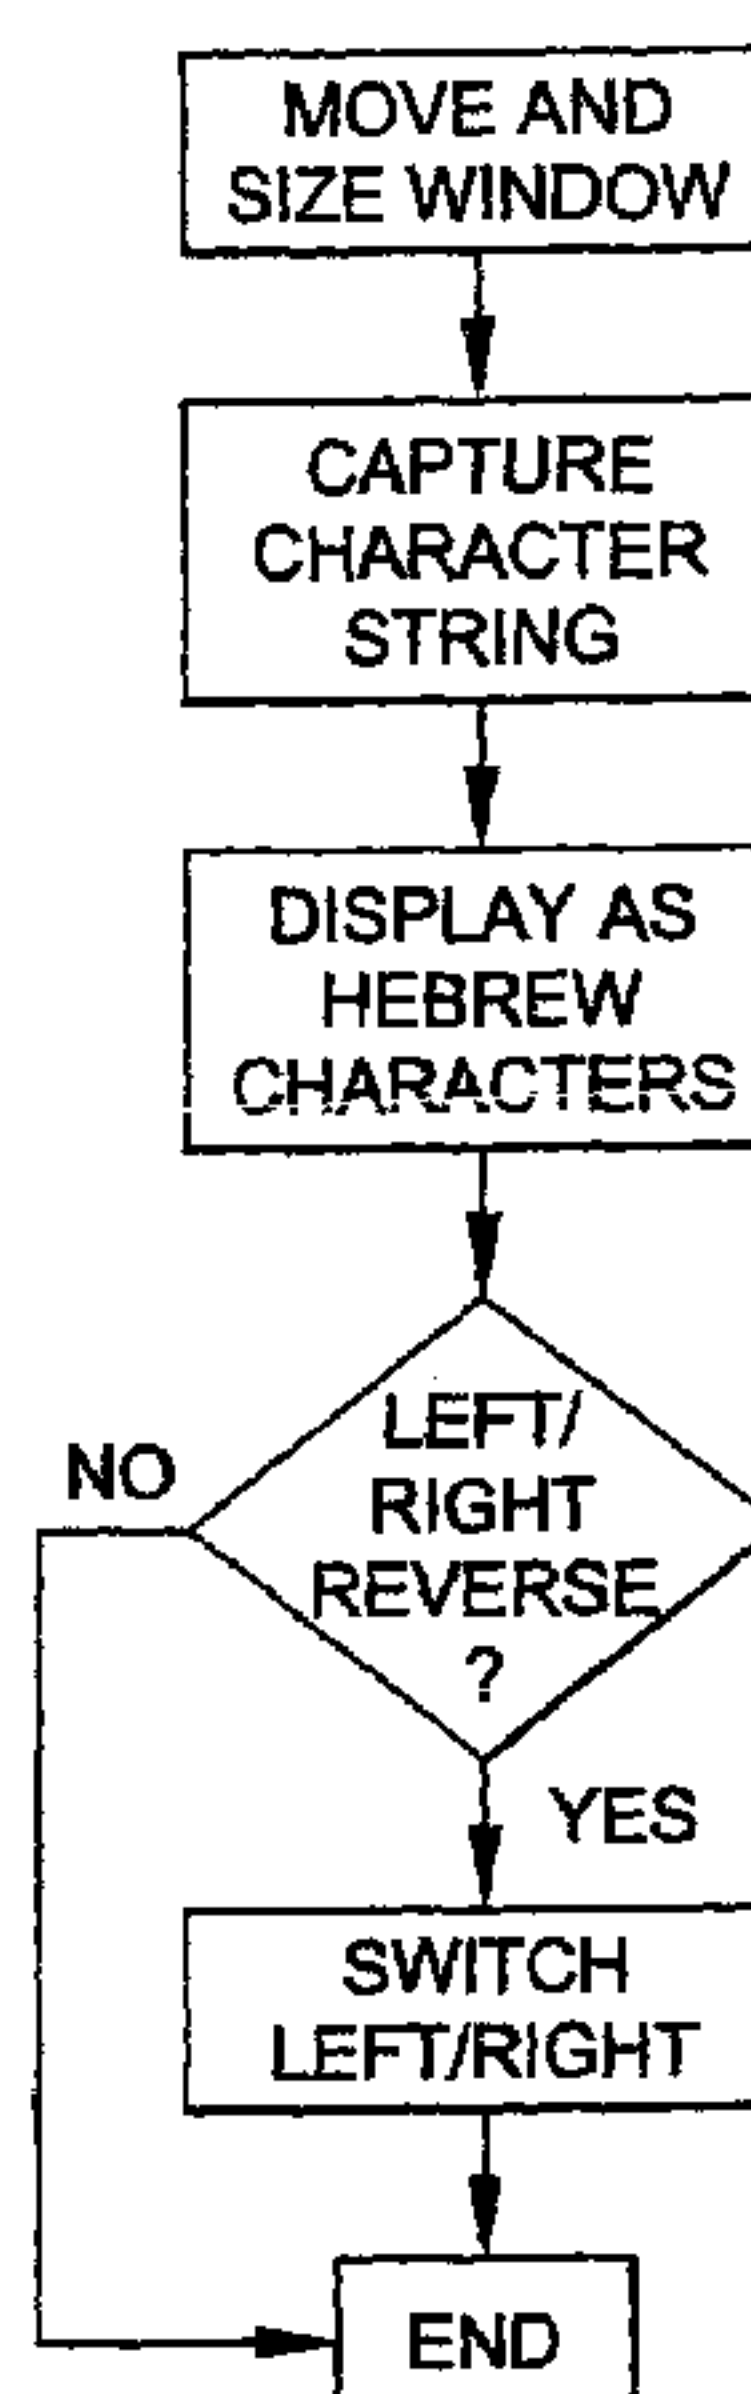 MOVE AND
SIZE WINDOW
CAPTURE
CHARACTER
STRING
DISPLAY AS
HEBREW
CHARACTERS
LEFT/
RIGHT
REVERSE
?
NO
YES
SWITCH
LEFT/RIGHT
END